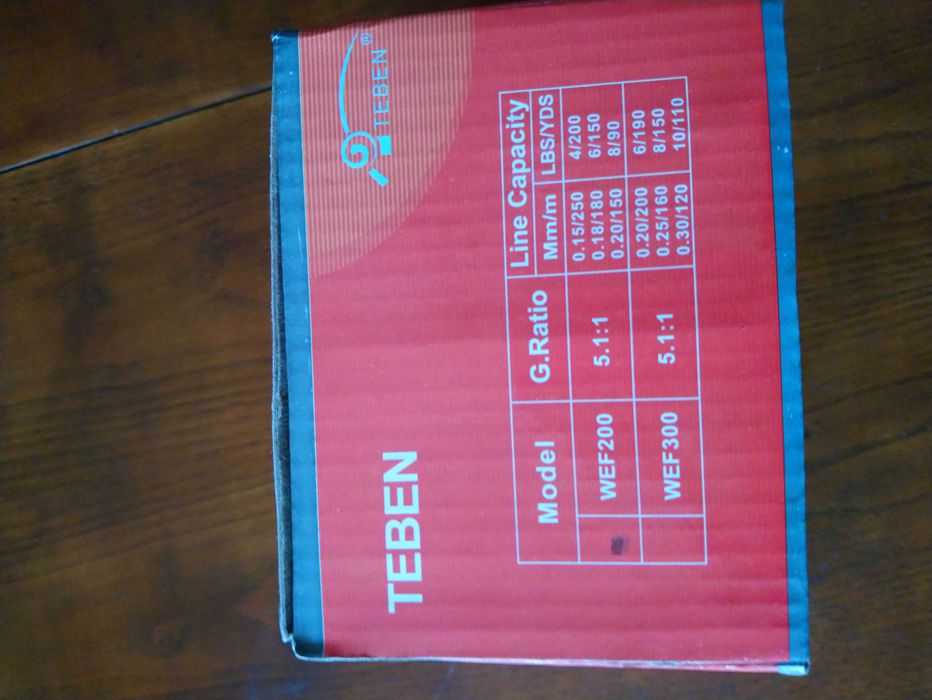 TEBEN®
TEBEN
Model G.Ratio Line Capacity
Mm/m LBS/YDS
WEF200 5.1:1 0.15/250 4/200
0.18/180 6/150
0.20/150 8/90
WEF300 5.1:1 0.20/200 6/190
0.25/160 8/150
0.30/120 10/110